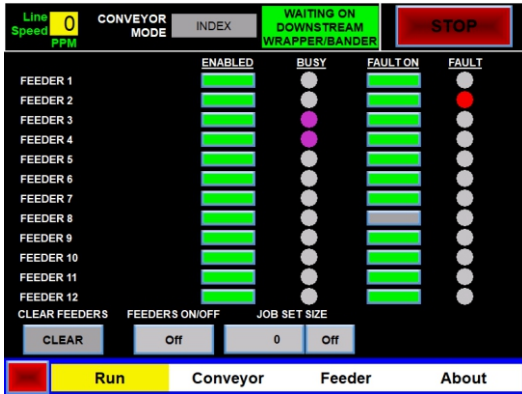 Line Speed 0 PPM
CONVEYOR MODE
INDEX
WAITING ON
DOWNSTREAM
WRAPPER/BANDER
STOP
ENABLED BUSY FAULT ON FAULT
FEEDER 1
FEEDER 2
FEEDER 3
FEEDER 4
FEEDER 5
FEEDER 6
FEEDER 7
FEEDER 8
FEEDER 9
FEEDER 10
FEEDER 11
FEEDER 12
CLEAR FEEDERS FEEDERS ON/OFF JOB SET SIZE
CLEAR Off 0 Off
Run Conveyor Feeder About